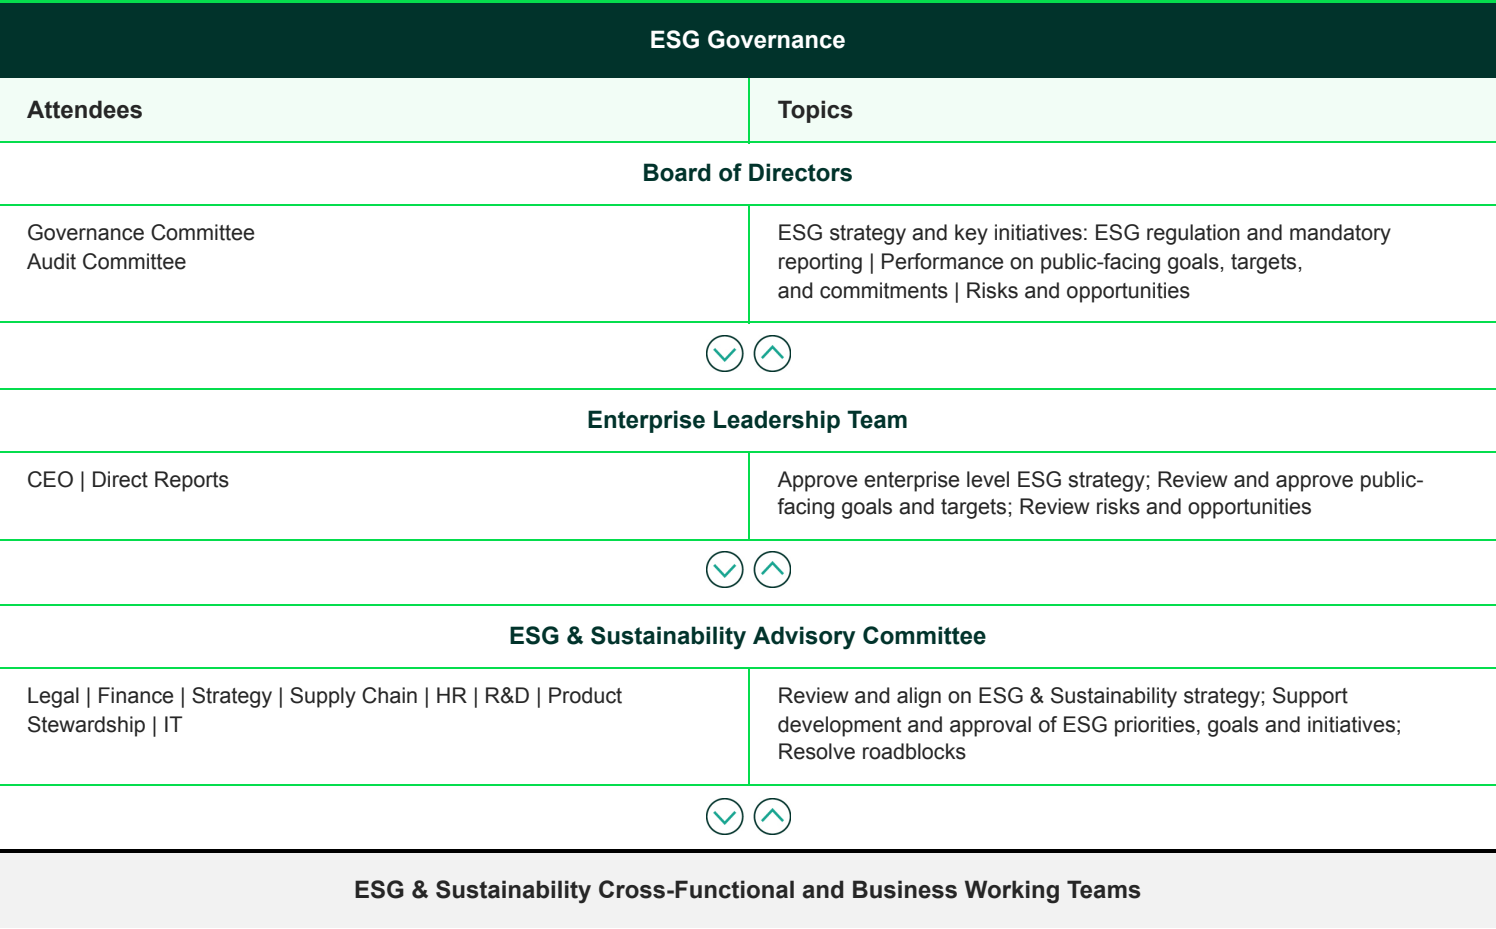 ESG Governance
Attendees
Topics
Board of Directors
Governance Committee
Audit Committee
ESG strategy and key initiatives: ESG regulation and mandatory
reporting | Performance on public-facing goals, targets,
and commitments | Risks and opportunities
Enterprise Leadership Team
CEO | Direct Reports
Approve enterprise level ESG strategy; Review and approve public-
facing goals and targets; Review risks and opportunities
ESG & Sustainability Advisory Committee
Legal | Finance | Strategy | Supply Chain | HR | R&D | Product
Stewardship | IT
Review and align on ESG & Sustainability strategy; Support
development and approval of ESG priorities, goals and initiatives;
Resolve roadblocks
ESG & Sustainability Cross-Functional and Business Working Teams